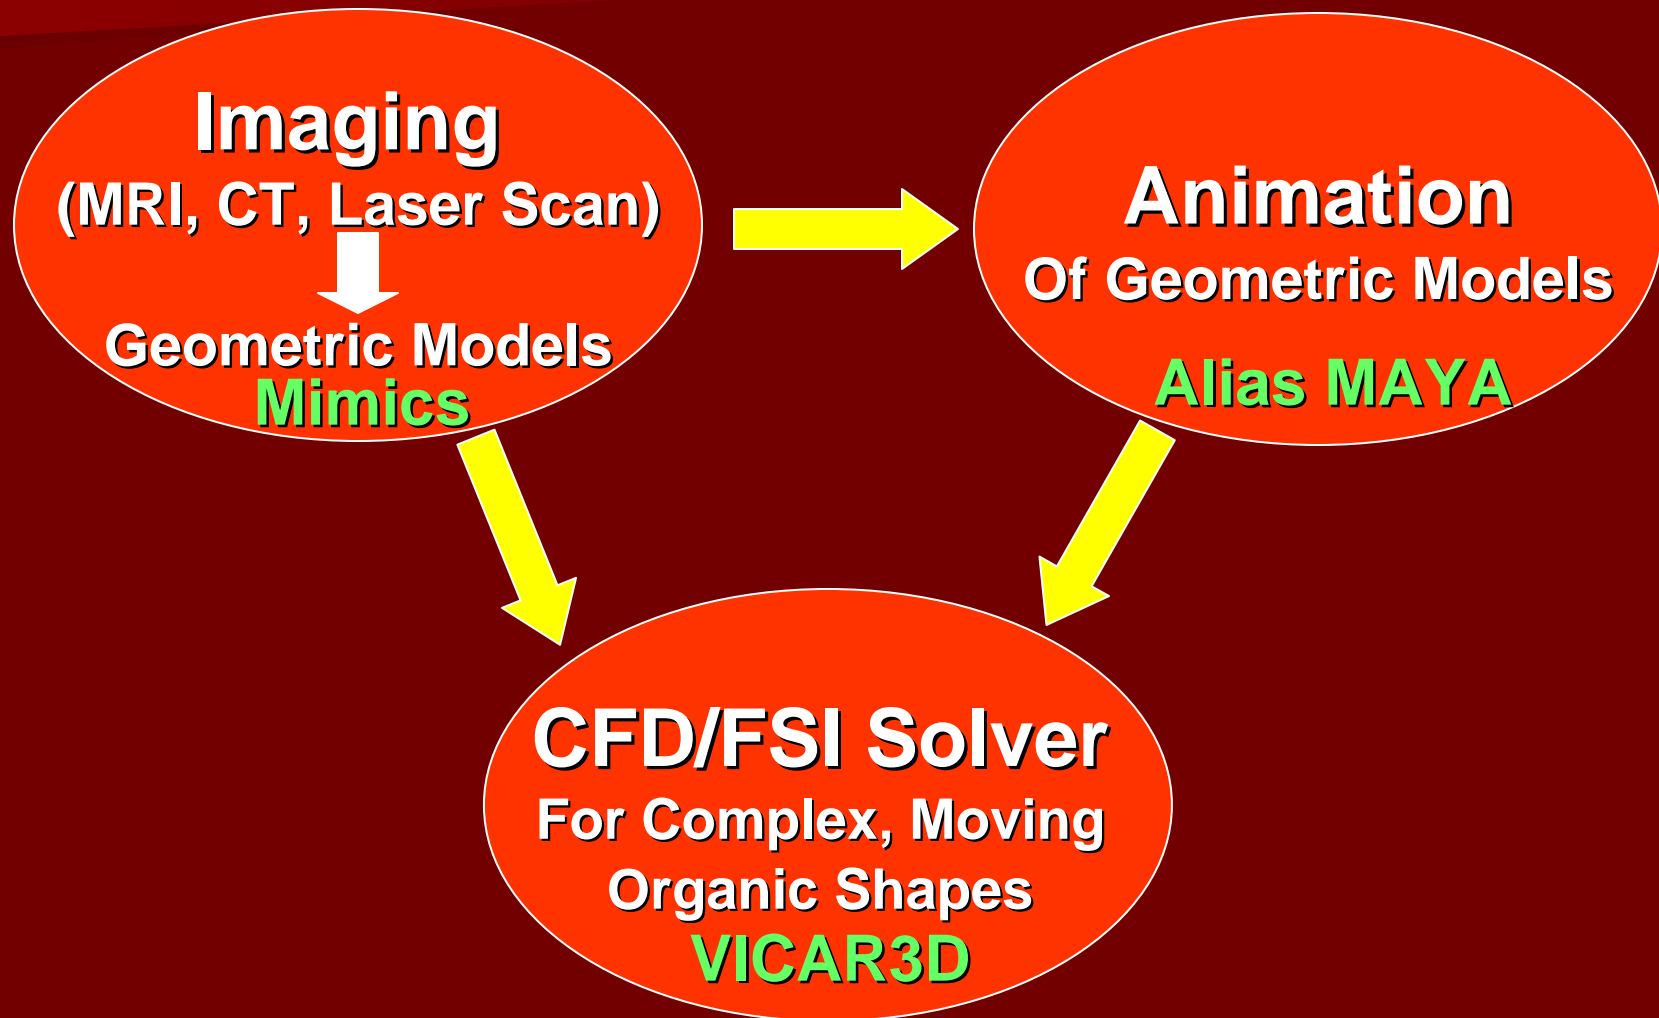 Imaging
(MRI, CT, Laser Scan)
Geometric Models
Mimics
Animation
Of Geometric Models
Alias MAYA
CFD/FSI Solver
For Complex, Moving
Organic Shapes
VICAR3D